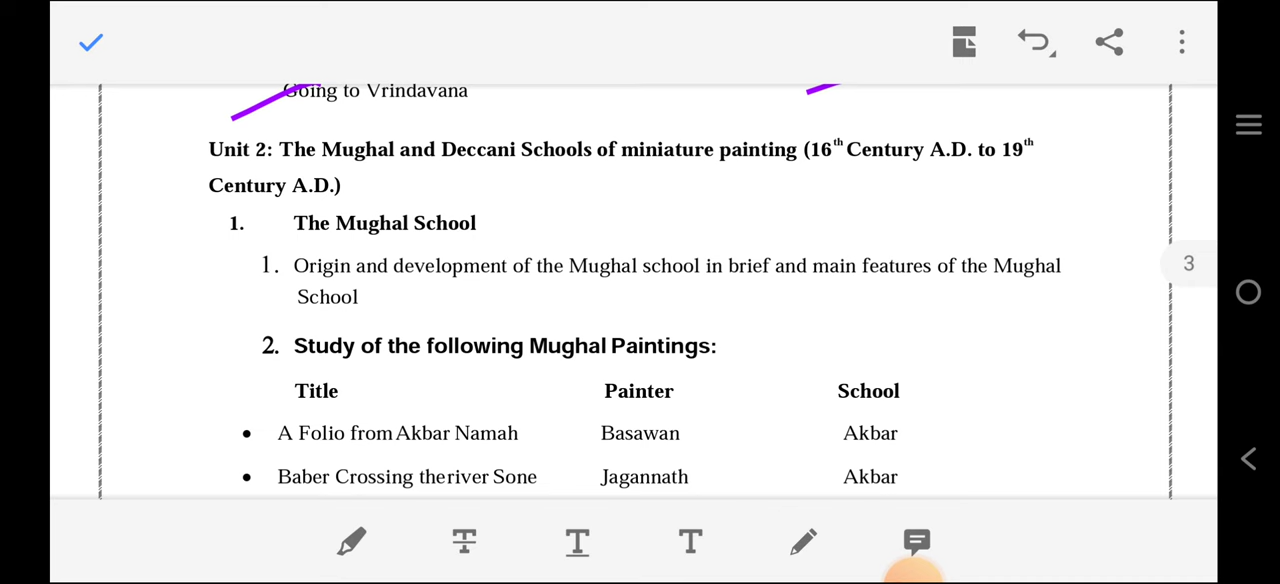 Going to Vrindavana
Unit 2: The Mughal and Deccani Schools of miniature painting (16th Century A.D. to 19th
Century A.D.)
1. The Mughal School
1. Origin and development of the Mughal school in brief and main features of the Mughal
School
3
2. Study of the following Mughal Paintings:
Title Painter School
• A Folio from Akbar Namah Basawan Akbar
• Baber Crossing the river Sone Jagannath Akbar